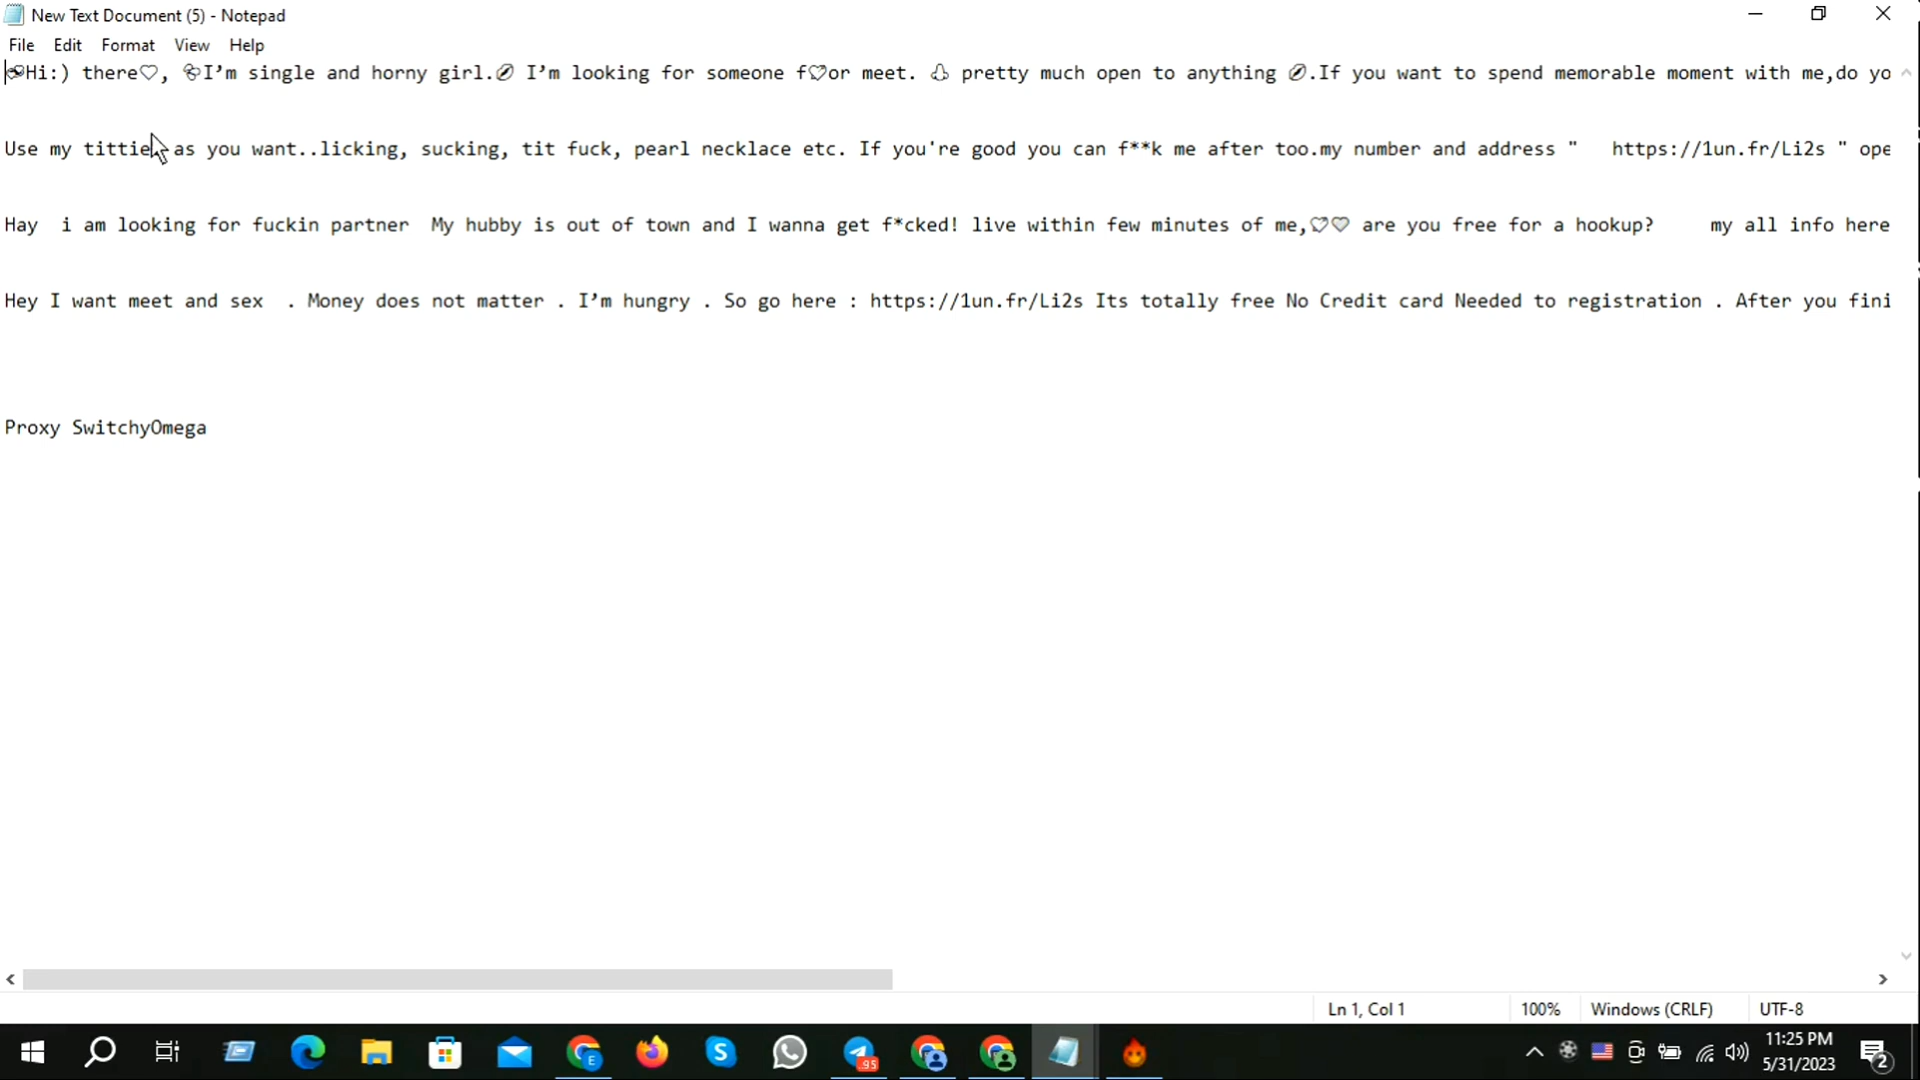 New Text Document (5) - Notepad
File Edit Format View Help
Hi:) there♡, I'm single and horny girl. I'm looking for someone f♡or meet. pretty much open to anything .If you want to spend memorable moment with me,do yo
Use my tittie as you want..licking, sucking, tit fuck, pearl necklace etc. If you're good you can f**k me after too.my number and address " https://1un.fr/Li2s " ope
Hay i am looking for fuckin partner My hubby is out of town and I wanna get f*cked! live within few minutes of me,♡♡ are you free for a hookup? my all info here
Hey I want meet and sex . Money does not matter . I'm hungry . So go here : https://1un.fr/Li2s Its totally free No Credit card Needed to registration . After you fini
Proxy SwitchyOmega
Ln 1, Col 1 100% Windows (CRLF) UTF-8
E
95
11:25 PM
5/31/2023
2